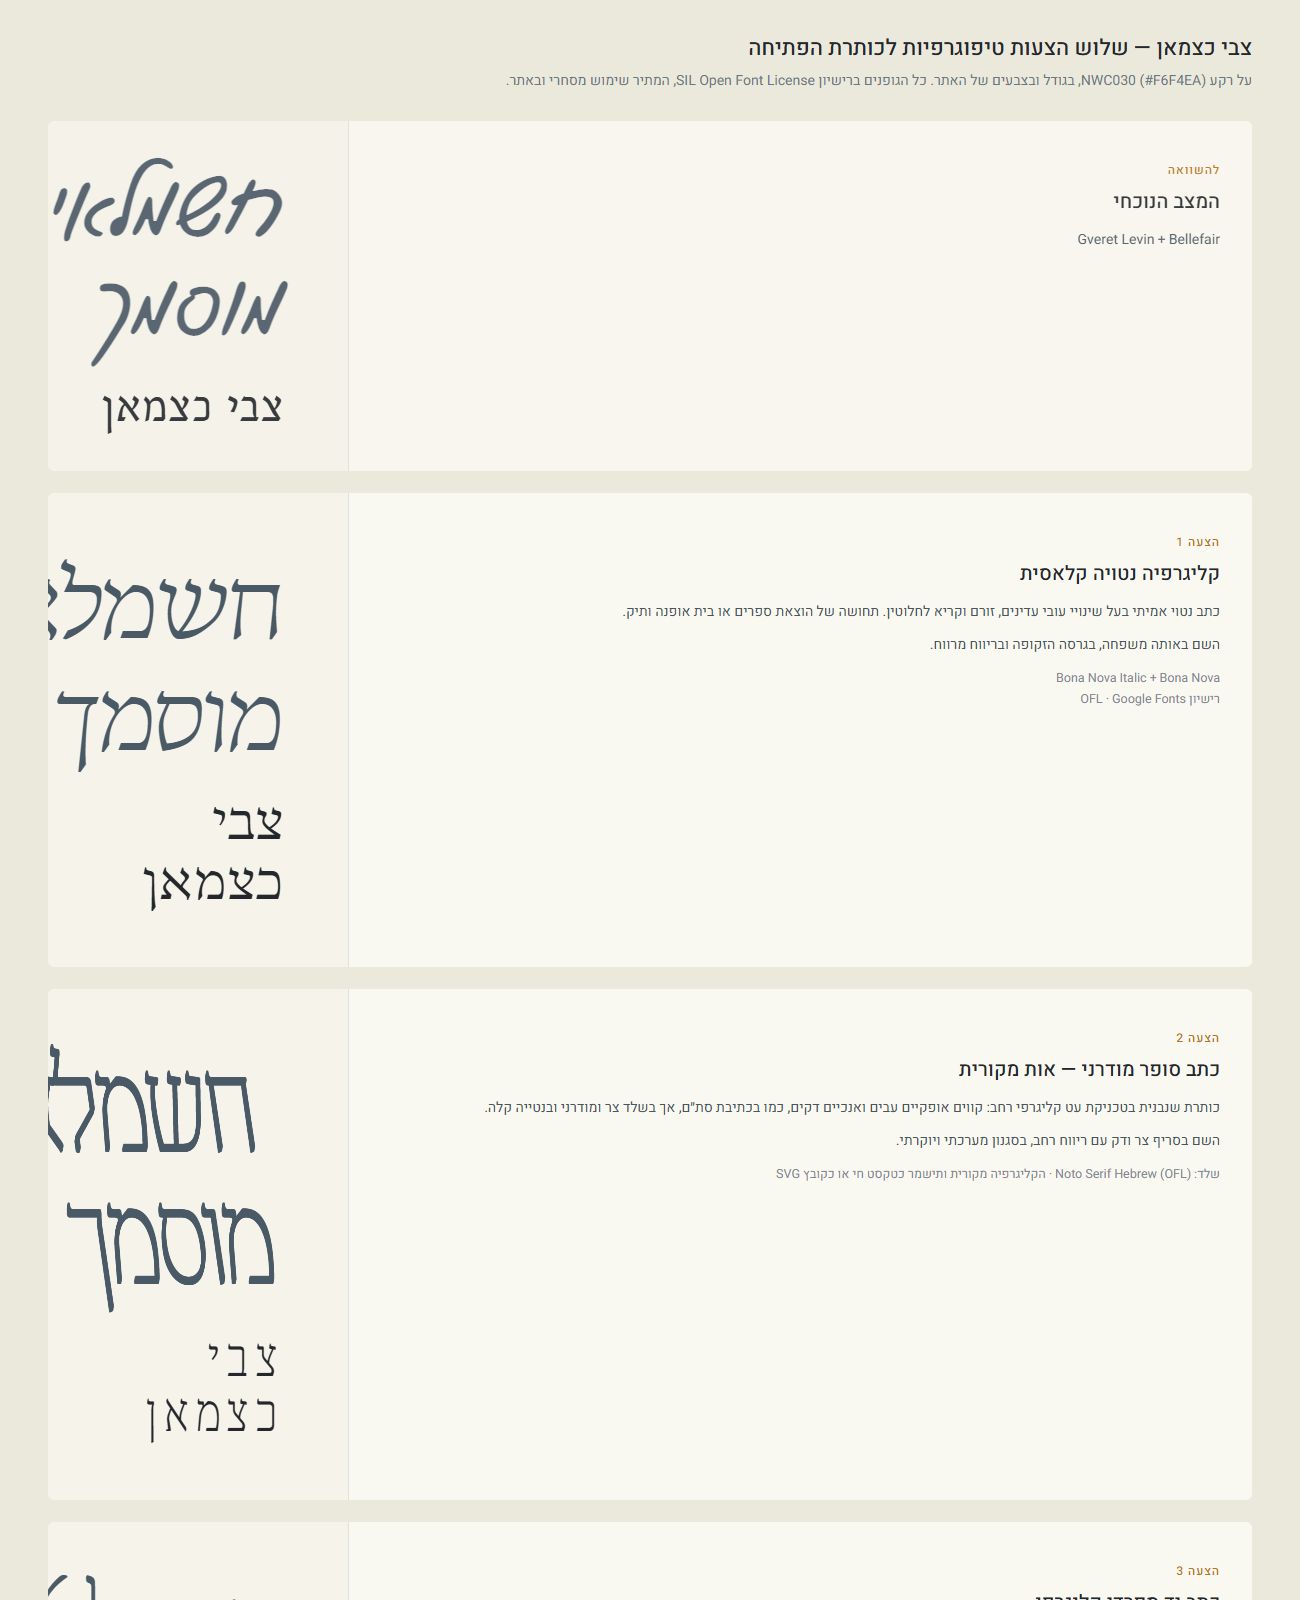 צבי כצמאן – שלוש הצעות טיפוגרפיות לכותרת הפתיחה
על רקע NWC030 (#F6F4EA), בגודל ובצבעים של האתר. כל הגופנים ברישיון SIL Open Font License, המתיר שימוש מסחרי ובאתר.
להשוואה
המצב הנוכחי
Gveret Levin + Bellefair
חשמלאי
מוסמך
צבי כצמאן
הצעה 1
קליגרפיה נטויה קלאסית
כתב נטוי אמיתי בעל שינויי עובי עדינים, זורם וקריא לחלוטין. תחושה של הוצאת ספרים או בית אופנה ותיק.
השם באותה משפחה, בגרסה הזקופה ובריווח מרווח.
Bona Nova Italic + Bona Nova
רישיון OFL · Google Fonts
חשמלא
מוסמך
צבי
כצמאן
הצעה 2
כתב סופר מודרני – אות מקורית
כותרת שנבנית בטכניקת עט קליגרפי רחב: קווים אופקיים עבים ואנכיים דקים, כמו בכתיבת סת"ם, אך בשלד צר ומודרני ובנטייה קלה.
השם בסריף צר ודק עם ריווח רחב, בסגנון מערכתי ויוקרתי.
שלד: Noto Serif Hebrew (OFL) · הקליגרפיה מקורית ותישמר כטקסט חי או כקובץ SVG
חשמלא
מוסמך
צבי
כצמאן
הצעה 3